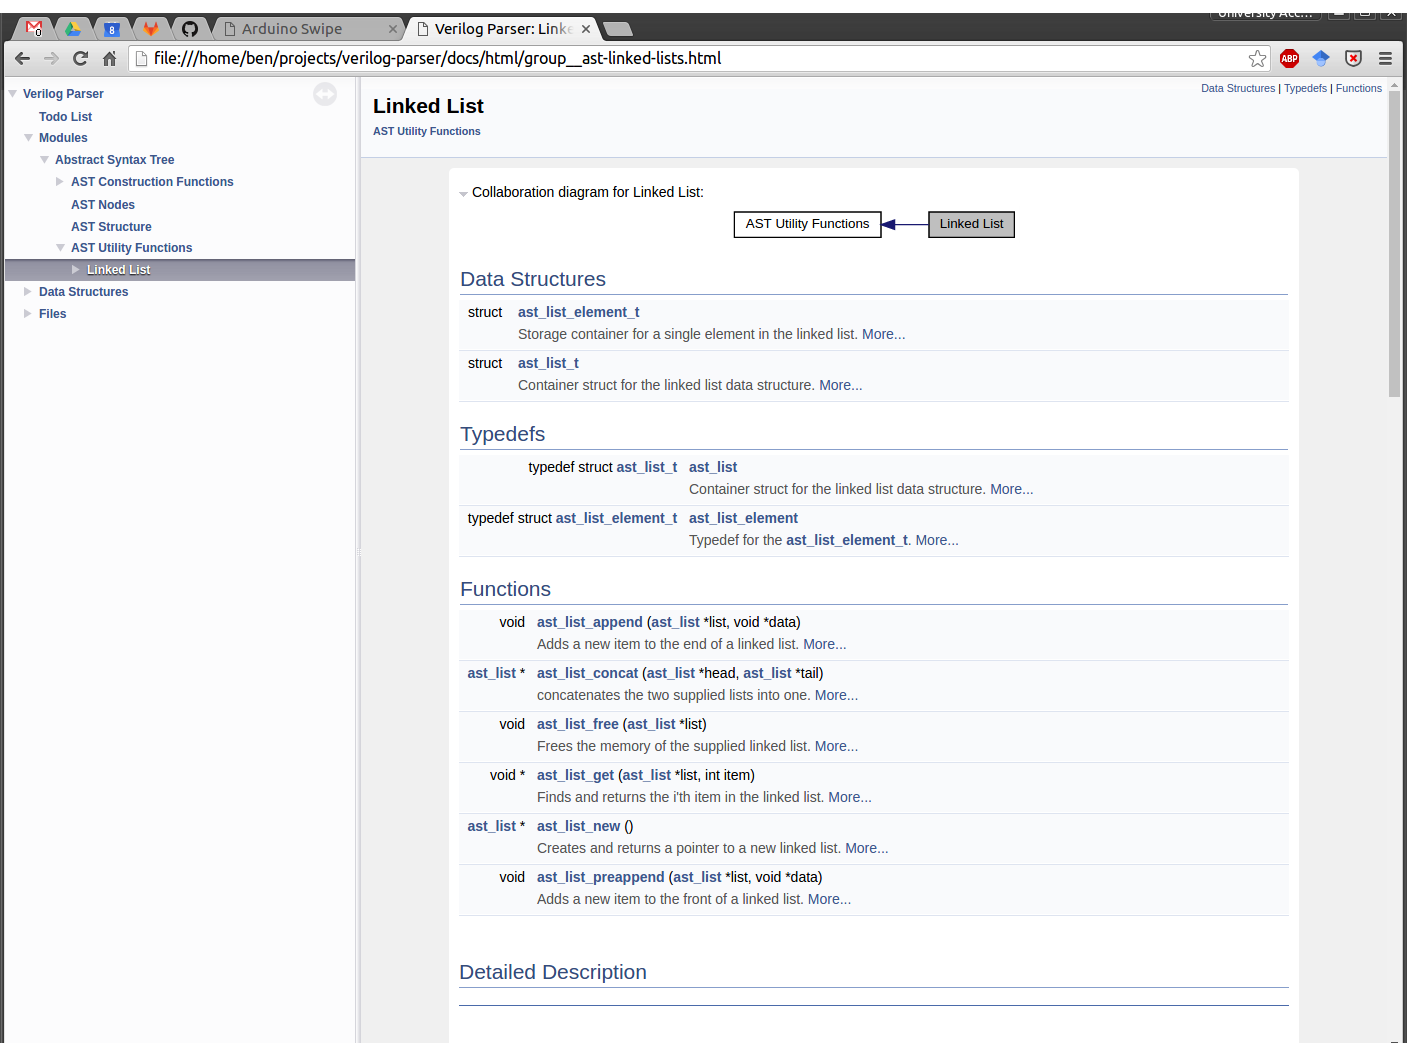 University Acc...
0
8
Arduino Swipe
Verilog Parser: Linke
file:///home/ben/projects/verilog-parser/docs/html/group__ast-linked-lists.html
ABP
Verilog Parser
Todo List
Modules
Abstract Syntax Tree
AST Construction Functions
AST Nodes
AST Structure
AST Utility Functions
Linked List
Data Structures
Files
Data Structures | Typedefs | Functions
Linked List
AST Utility Functions
Collaboration diagram for Linked List:
AST Utility Functions
Linked List
Data Structures
struct ast_list_element_t
Storage container for a single element in the linked list. More...
struct ast_list_t
Container struct for the linked list data structure. More...
Typedefs
typedef struct ast_list_t ast_list
Container struct for the linked list data structure. More...
typedef struct ast_list_element_t ast_list_element
Typedef for the ast_list_element_t. More...
Functions
void ast_list_append (ast_list *list, void *data)
Adds a new item to the end of a linked list. More...
ast_list * ast_list_concat (ast_list *head, ast_list *tail)
concatenates the two supplied lists into one. More...
void ast_list_free (ast_list *list)
Frees the memory of the supplied linked list. More...
void * ast_list_get (ast_list *list, int item)
Finds and returns the i'th item in the linked list. More...
ast_list * ast_list_new ()
Creates and returns a pointer to a new linked list. More...
void ast_list_preappend (ast_list *list, void *data)
Adds a new item to the front of a linked list. More...
Detailed Description